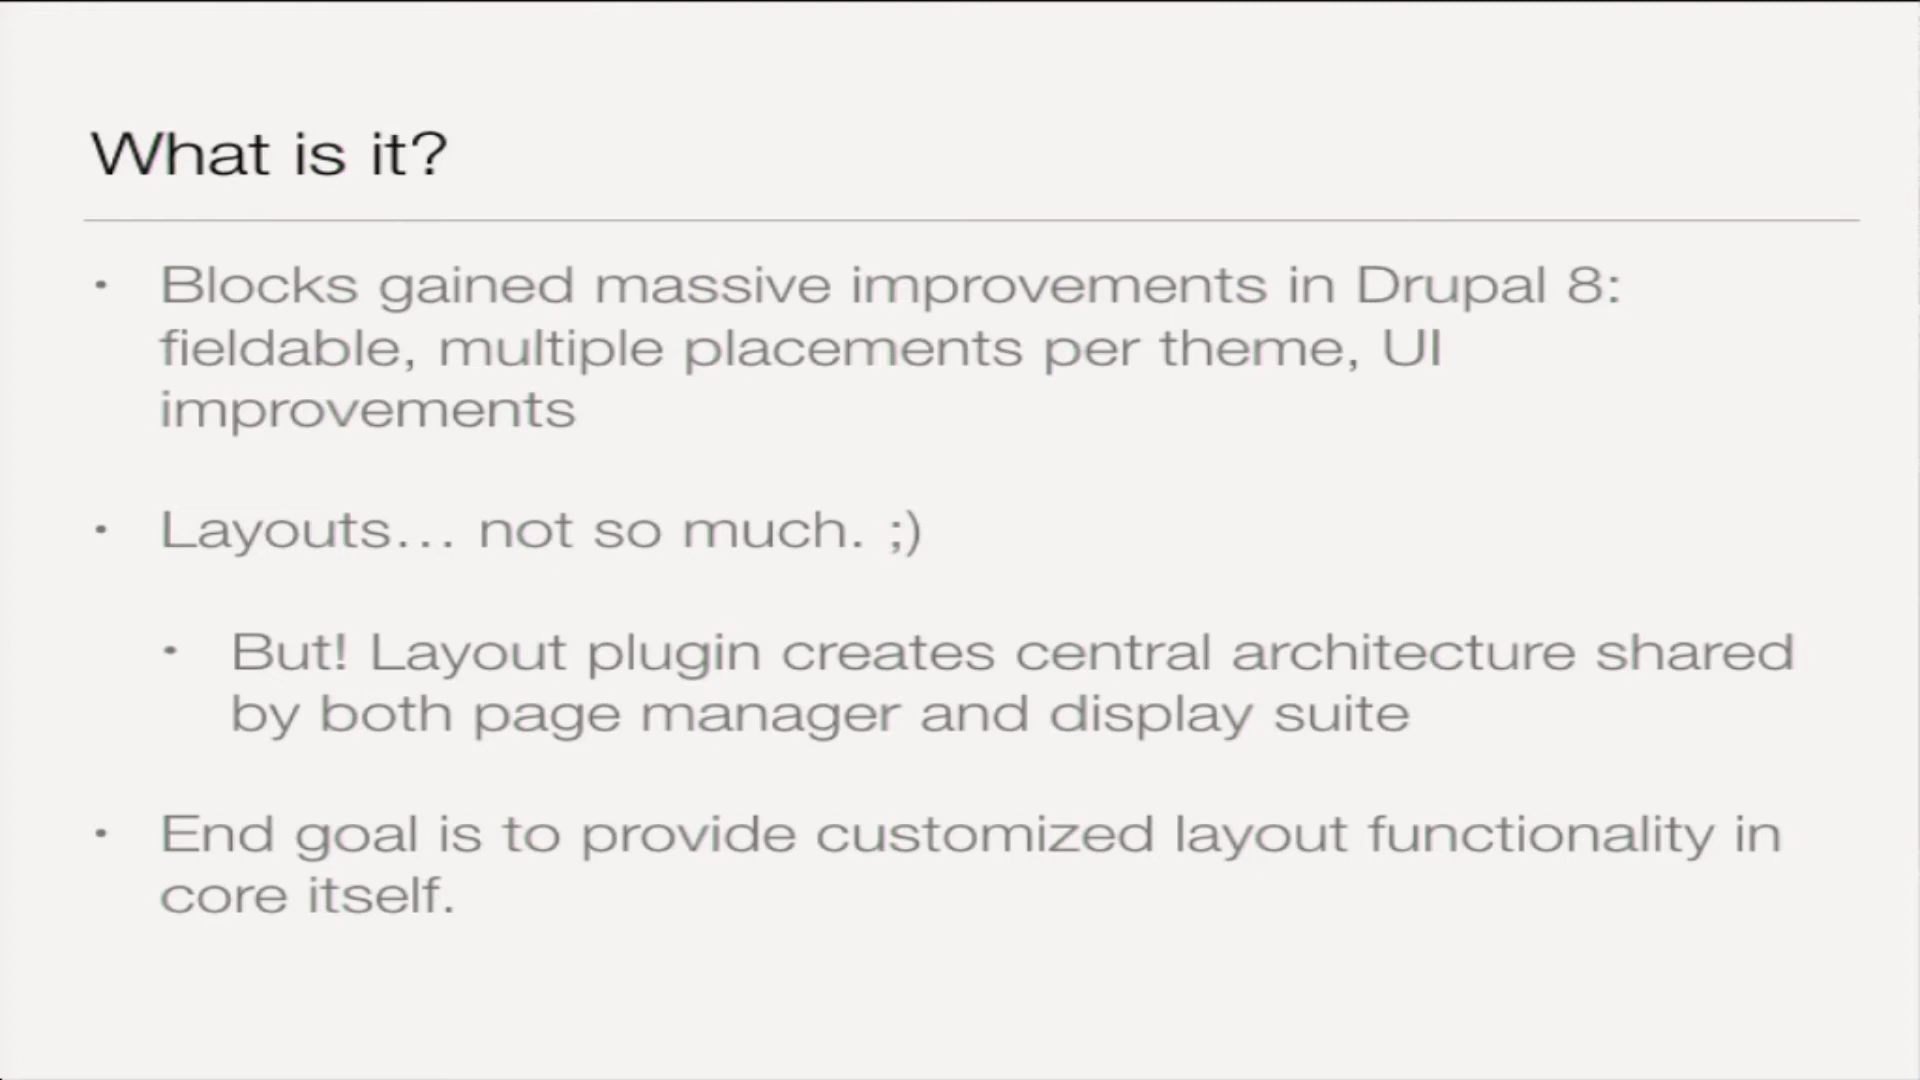 What is it?
• Blocks gained massive improvements in Drupal 8:
fieldable, multiple placements per theme, UI
improvements
• Layouts... not so much. ;)
• But! Layout plugin creates central architecture shared
by both page manager and display suite
• End goal is to provide customized layout functionality in
core itself.